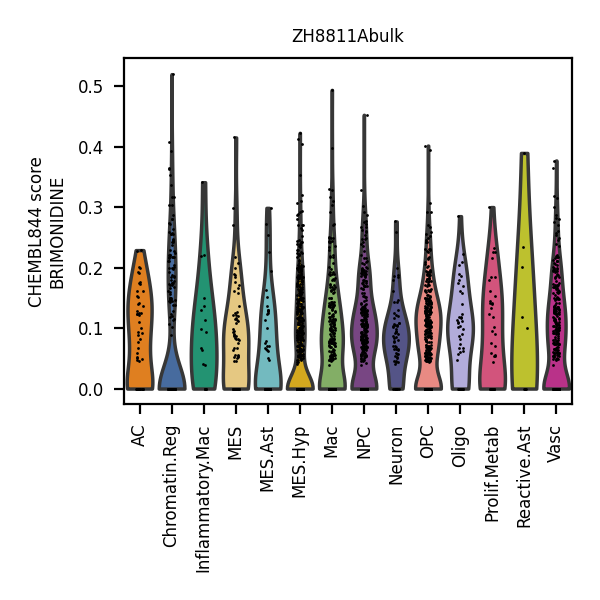 ZH8811Abulk
CHEMBL844 score
BRIMONIDINE
0.5
0.4
0.3
0.2
0.1
0.0
AC
Chromatin.Reg
Inflammatory.Mac
MES
MES.Ast
MES.Hyp
Mac
NPC
Neuron
OPC
Oligo
Prolif.Metab
Reactive.Ast
Vasc